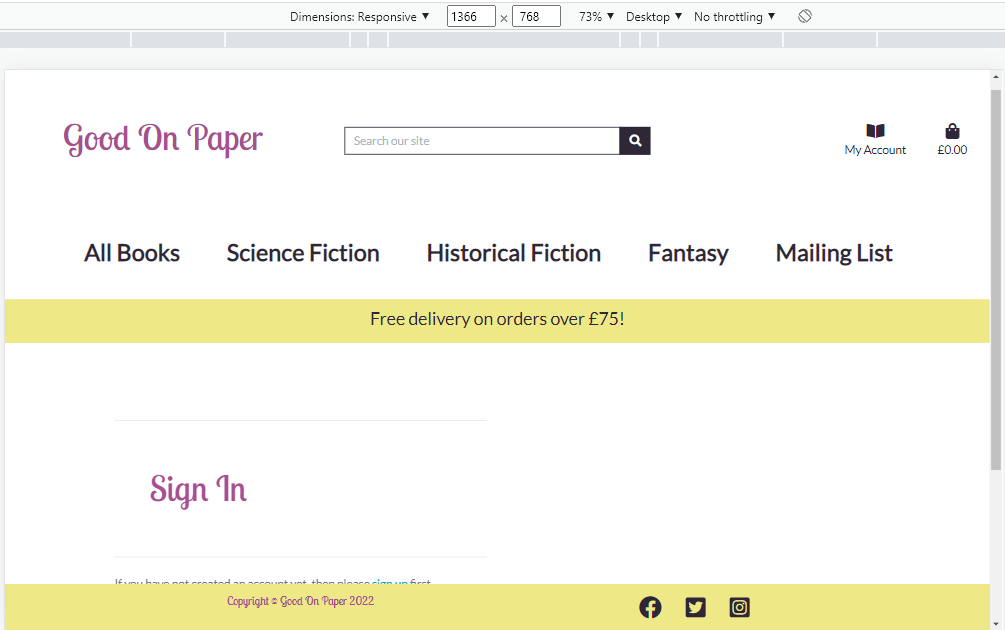 Dimensions: Responsive ▼ 1366 × 768 73% ▼ Desktop ▼ No throttling ▼
Good On Paper
Search our site
My Account £0.00
All Books Science Fiction Historical Fiction Fantasy Mailing List
Free delivery on orders over £75!
Sign In
If you have not created an account yet, then please sign up first.
Copyright © Good On Paper 2022